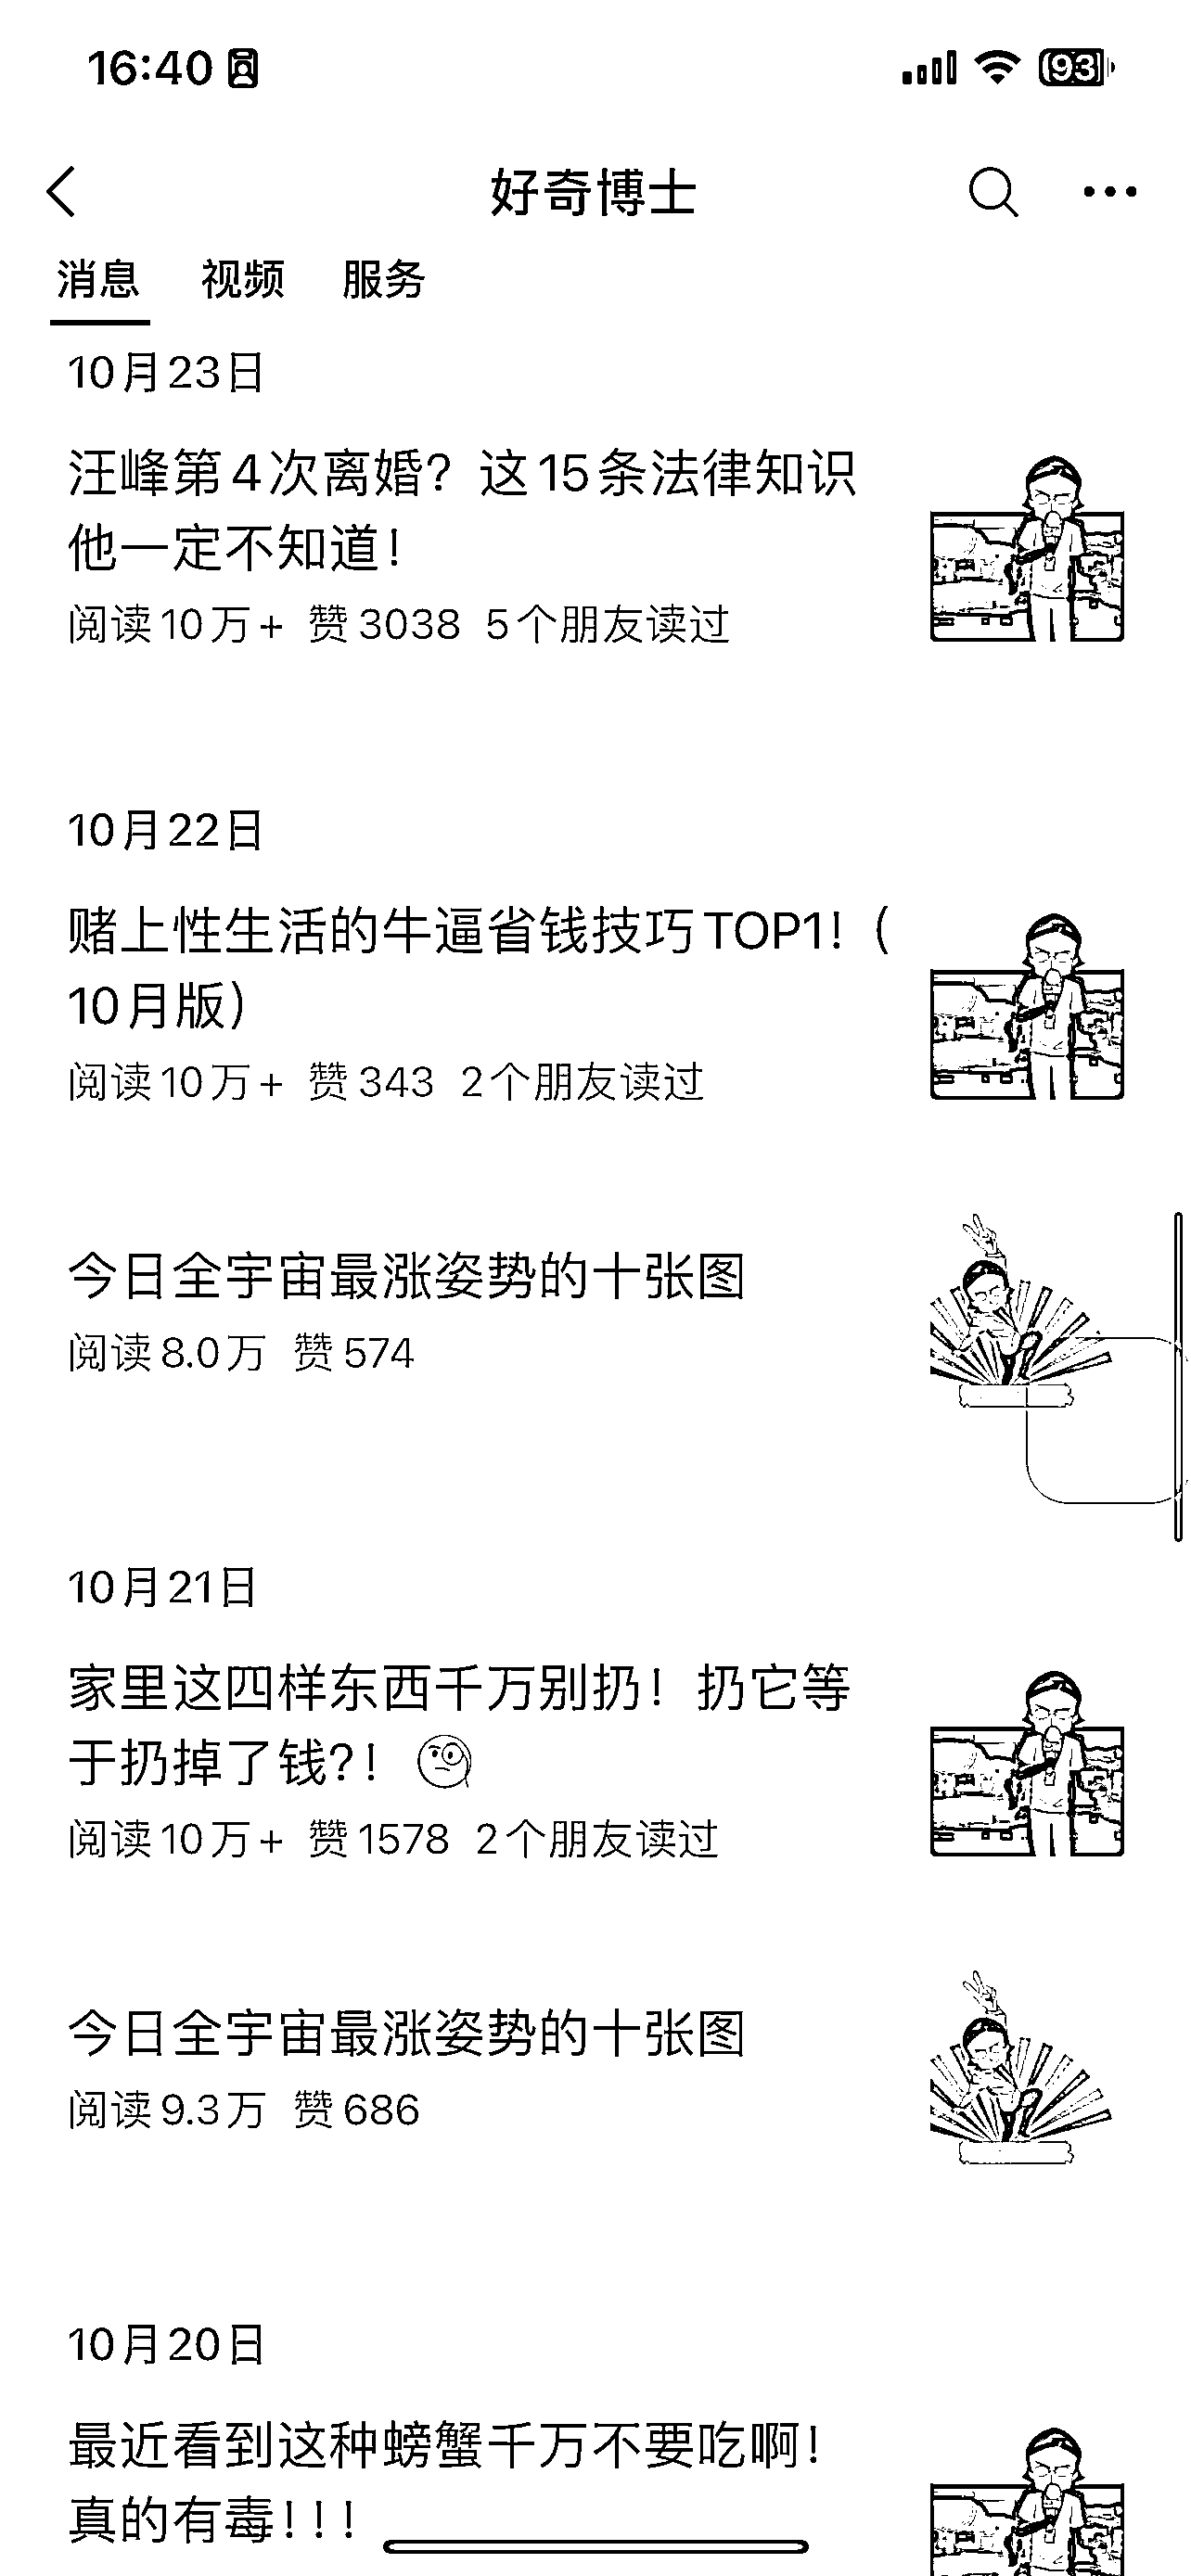 16:40
93
好奇博士
消息 视频 服务
10月23日
汪峰第4次离婚？这15条法律知识
他一定不知道！
阅读10万+ 赞3038 5个朋友读过
10月22日
赌上性生活的牛逼省钱技巧TOP1！（
10月版）
阅读10万+ 赞343 2个朋友读过
今日全宇宙最涨姿势的十张图
阅读8.0万 赞574
10月21日
家里这四样东西千万别扔！扔它等
于扔掉了钱?！🧐
阅读10万+ 赞1578 2个朋友读过
今日全宇宙最涨姿势的十张图
阅读9.3万 赞686
10月20日
最近看到这种螃蟹千万不要吃啊！
真的有毒！！！